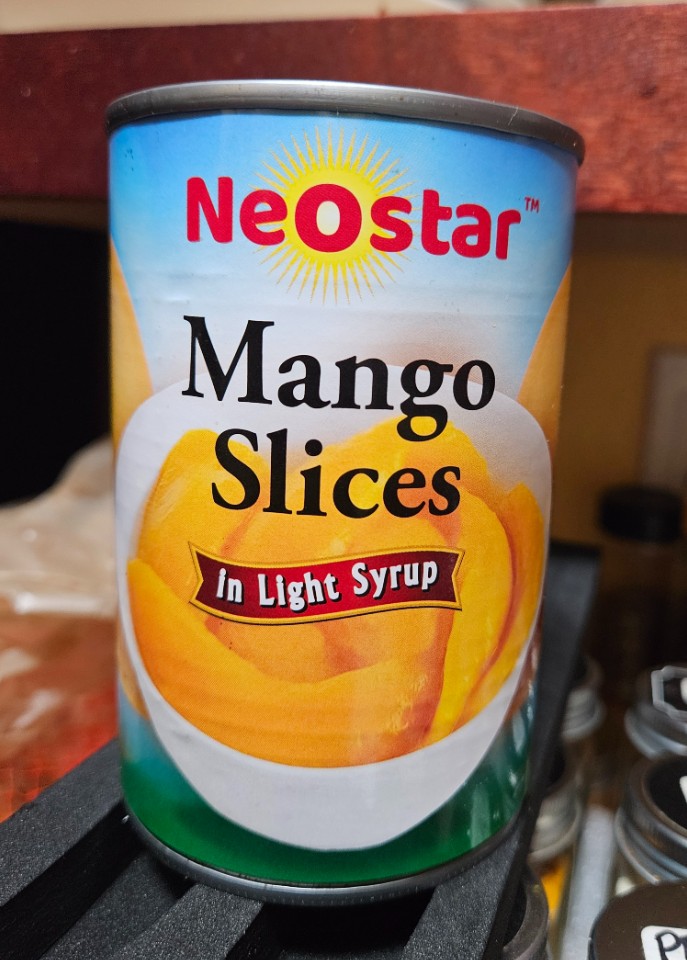 Neostar™
Mango
Slices
in Light Syrup